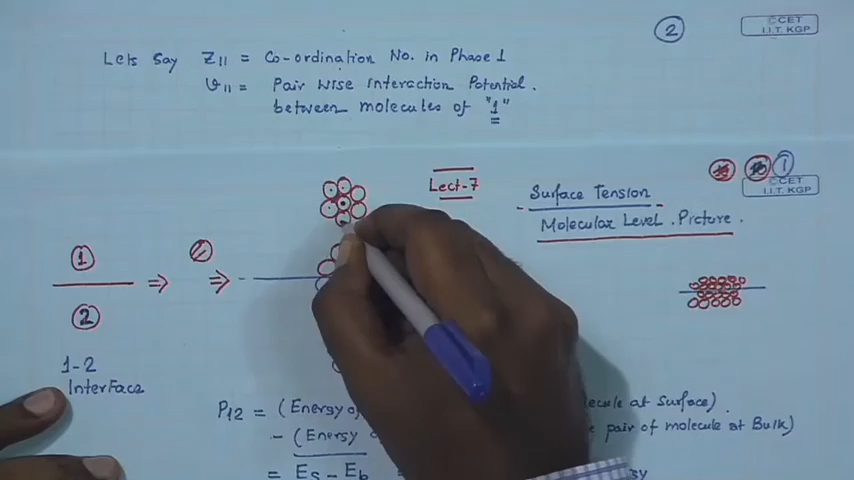 2
©CET
I.I.T. KGP
Lets say Z11 = Co-ordination No. in Phase 1
υ11 = Pair wise interaction Potential.
between molecules of "1"
Lect-7
Surface Tension
Molecular Level Picture.
1
©CET
I.I.T. KGP
1
2
1-2
Interface
P12 = (Energy of
molecule at Surface)
- (Energy
pair of molecule at Bulk)
= Es - Eb